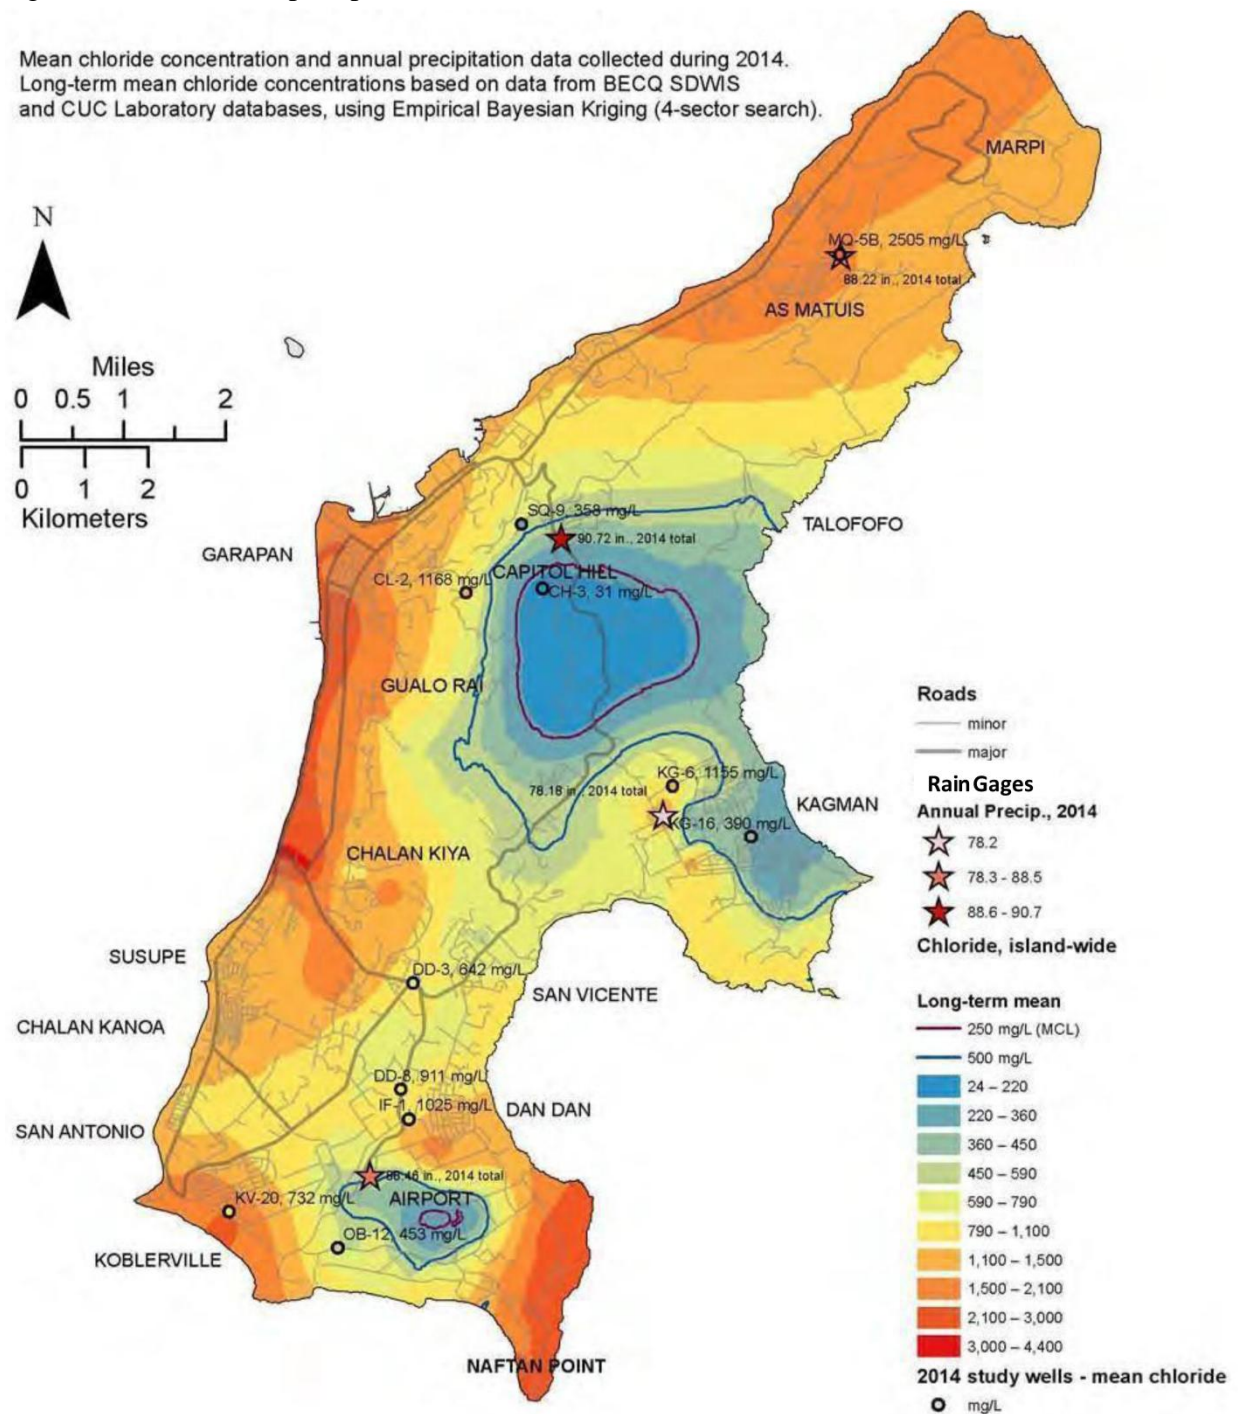 Mean chloride concentration and annual precipitation data collected during 2014.
Long-term mean chloride concentrations based on data from BECQ SDWIS
and CUC Laboratory databases, using Empirical Bayesian Kriging (4-sector search).
MARPI
N
MQ-5B, 2505 mg/L
88.22 in., 2014 total
AS MATUIS
Miles
0 0.5 1 2
0 1 2
Kilometers
SQ-9, 358 mg/L
TALOFOFO
90.72 in., 2014 total
GARAPAN
CAPITOL HILL
CL-2, 1168 mg/L
CH-3, 31 mg/L
GUALO RAI
Roads
minor
major
KG-6, 1155 mg/L
78.18 in., 2014 total
Rain Gages
KAGMAN
Annual Precip., 2014
KG-16, 390 mg/L
78.2
CHALAN KIYA
78.3 - 88.5
88.6 - 90.7
Chloride, island-wide
SUSUPE
DD-3, 642 mg/L
SAN VICENTE
Long-term mean
CHALAN KANOA
250 mg/L (MCL)
500 mg/L
DD-8, 911 mg/L
24 – 220
IF-1, 1025 mg/L
DAN DAN
220 – 360
SAN ANTONIO
360 – 450
in., 2014 total
450 – 590
KV-20, 732 mg/L
AIRPORT
590 – 790
OB-12, 453 mg/L
790 – 1,100
KOBLERVILLE
1,100 – 1,500
1,500 – 2,100
2,100 – 3,000
3,000 – 4,400
NAFTAN POINT
2014 study wells - mean chloride
mg/L